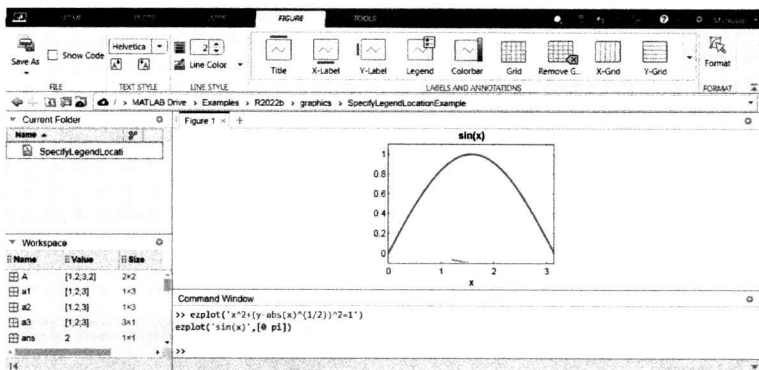 HOME PLOTS APPS FIGURE TOOLS
Save As
Show Code
FILE
Helvetica
TEXT STYLE
2
Line Color
LINE STYLE
Title X-Label Y-Label Legend Colorbar Grid Remove G... X-Grid Y-Grid
LABELS AND ANNOTATIONS
Format
FORMAT
/ > MATLAB Drive > Examples > R2022b > graphics > SpecifyLegendLocationExample
Current Folder
Name
SpecifyLegendLocati
Workspace
Name Value Size
A [1,2;3,2] 2×2
a1 [1,2,3] 1×3
a2 [1,2,3] 1×3
a3 [1;2;3] 3×1
ans 2 1×1
Figure 1 × +
sin(x)
1
0.8
0.6
0.4
0.2
0
0 1 2 3
x
Command Window
>> ezplot('x^2+(y-abs(x)^(1/2))^2=1')
ezplot('sin(x)',[0 pi])
>>